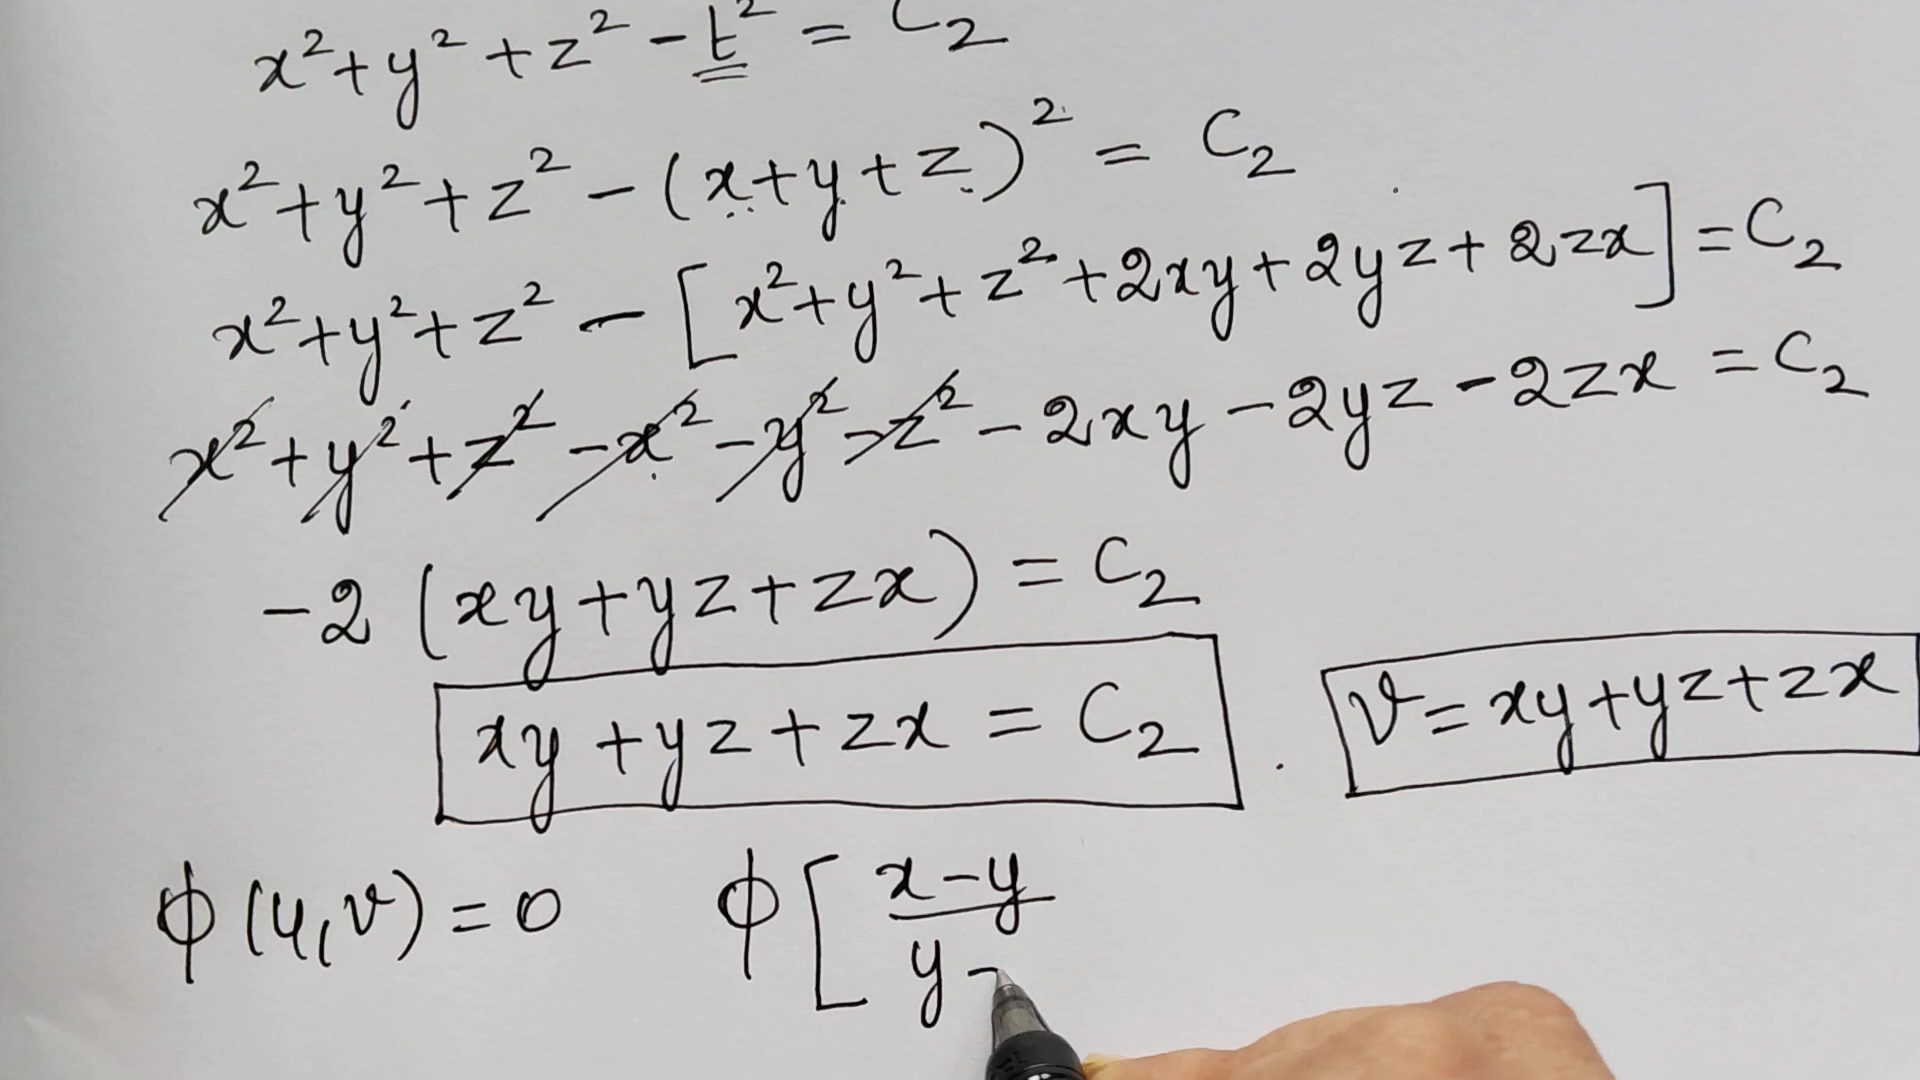 x² + y² + z² - t² = C₂
x² + y² + z² - (x + y + z)² = C₂
x² + y² + z² - [x² + y² + z² + 2xy + 2yz + 2zx] = C₂
x² + y² + z² - x² - y² - z² - 2xy - 2yz - 2zx = C₂
-2 (xy + yz + zx) = C₂
xy + yz + zx = C₂ . v = xy + yz + zx
ϕ (u, v) = 0 ϕ [ x - y
y -